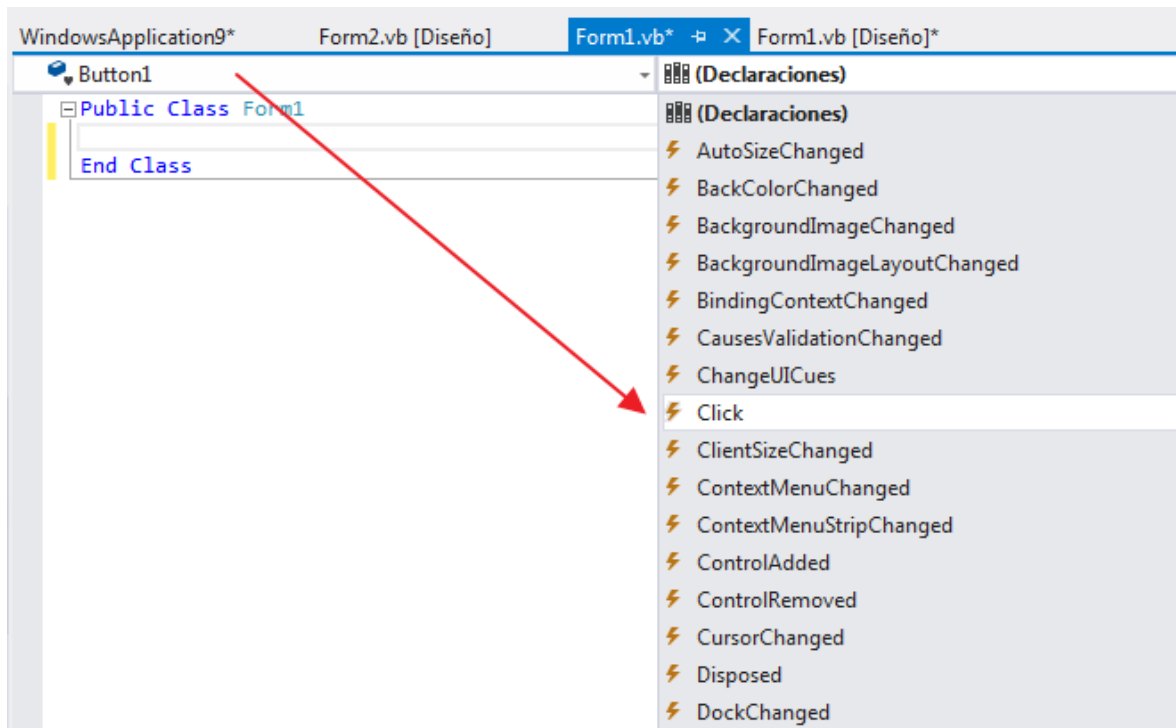 WindowsApplication9* Form2.vb [Diseño] Form1.vb* Form1.vb [Diseño]*
Button1 (Declaraciones)
Public Class Form1
End Class
(Declaraciones)
AutoSizeChanged
BackColorChanged
BackgroundImageChanged
BackgroundImageLayoutChanged
BindingContextChanged
CausesValidationChanged
ChangeUICues
Click
ClientSizeChanged
ContextMenuChanged
ContextMenuStripChanged
ControlAdded
ControlRemoved
CursorChanged
Disposed
DockChanged